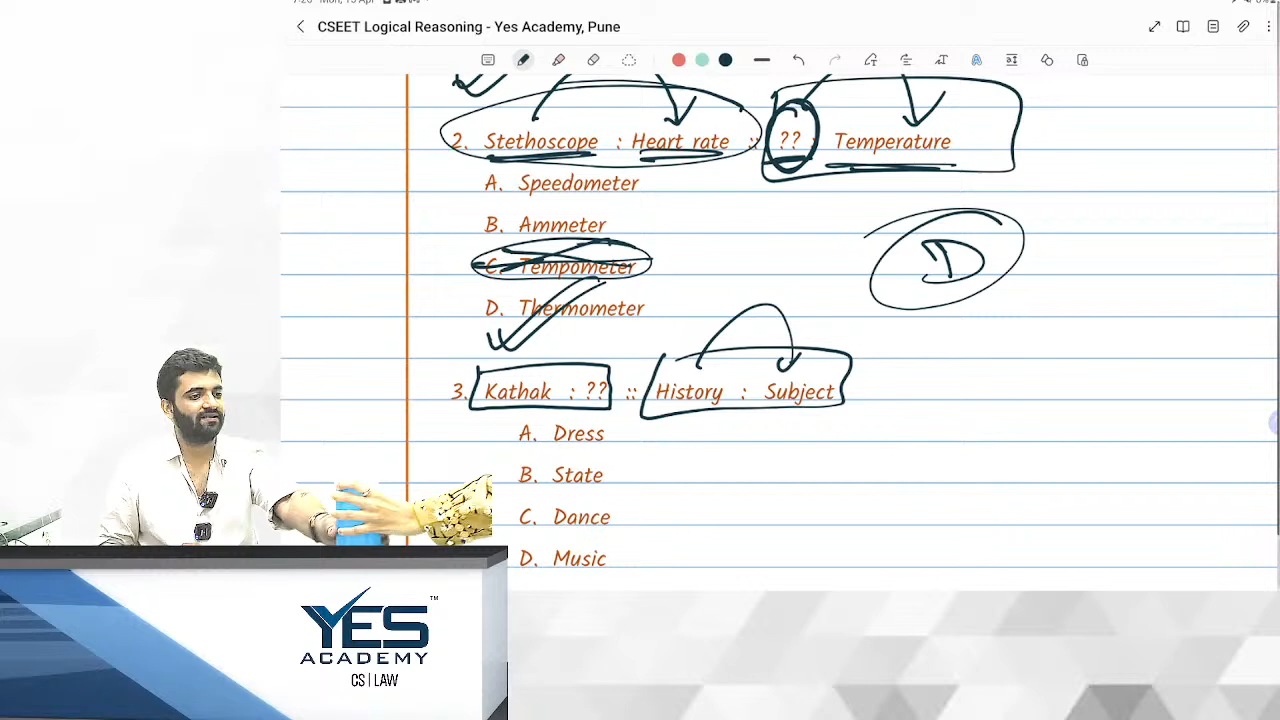 CSEET Logical Reasoning - Yes Academy, Pune
2. Stethoscope : Heart rate :: ?? : Temperature
A. Speedometer
B. Ammeter
C. Tempometer
D. Thermometer
D
3. Kathak : ?? :: History : Subject
A. Dress
B. State
C. Dance
D. Music
YES™
ACADEMY
CS | LAW